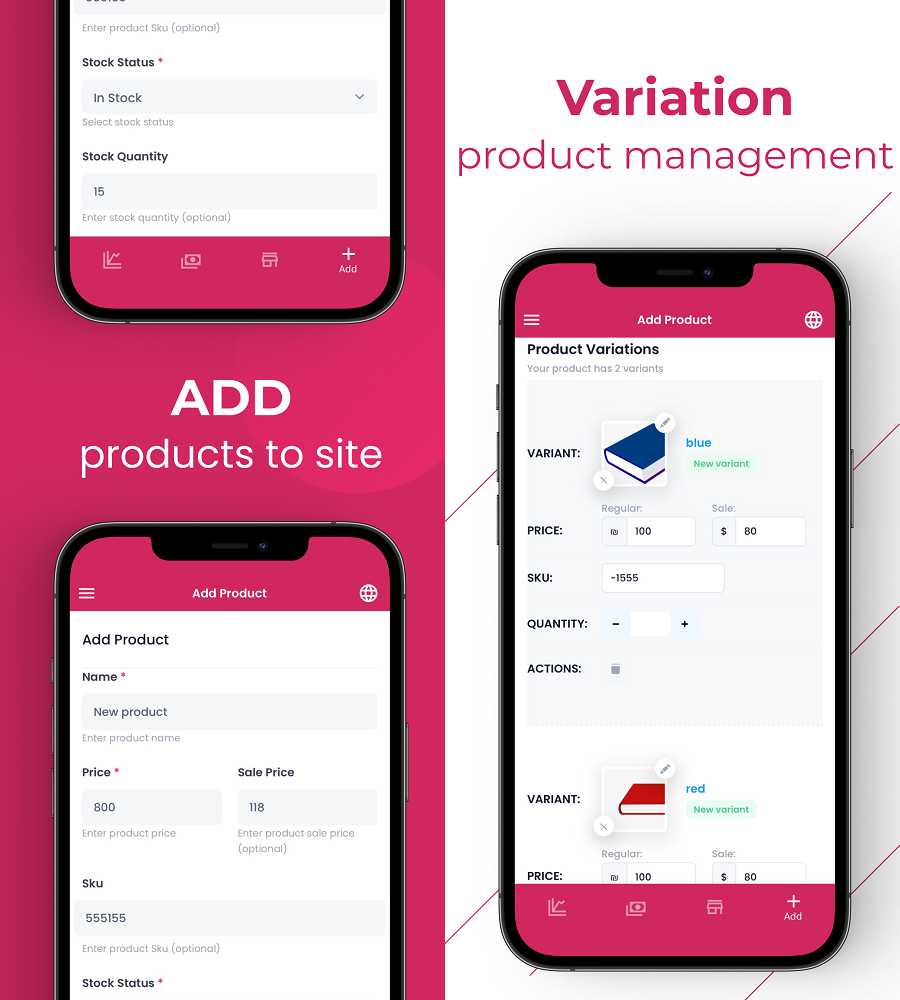 Enter product Sku (optional)
Stock Status *
In Stock
Select stock status
Stock Quantity
15
Enter stock quantity (optional)
Add
ADD
products to site
Add Product
Add Product
Name *
New product
Enter product name
Price * Sale Price
800 118
Enter product price Enter product sale price
(optional)
Sku
555155
Enter product Sku (optional)
Stock Status *
Variation
product management
Add Product
Product Variations
Your product has 2 variants
VARIANT: blue
New variant
Regular: Sale:
PRICE: ₪ 100 $ 80
SKU: -1555
QUANTITY: − +
ACTIONS:
VARIANT: red
New variant
Regular: Sale:
PRICE: ₪ 100 $ 80
Add